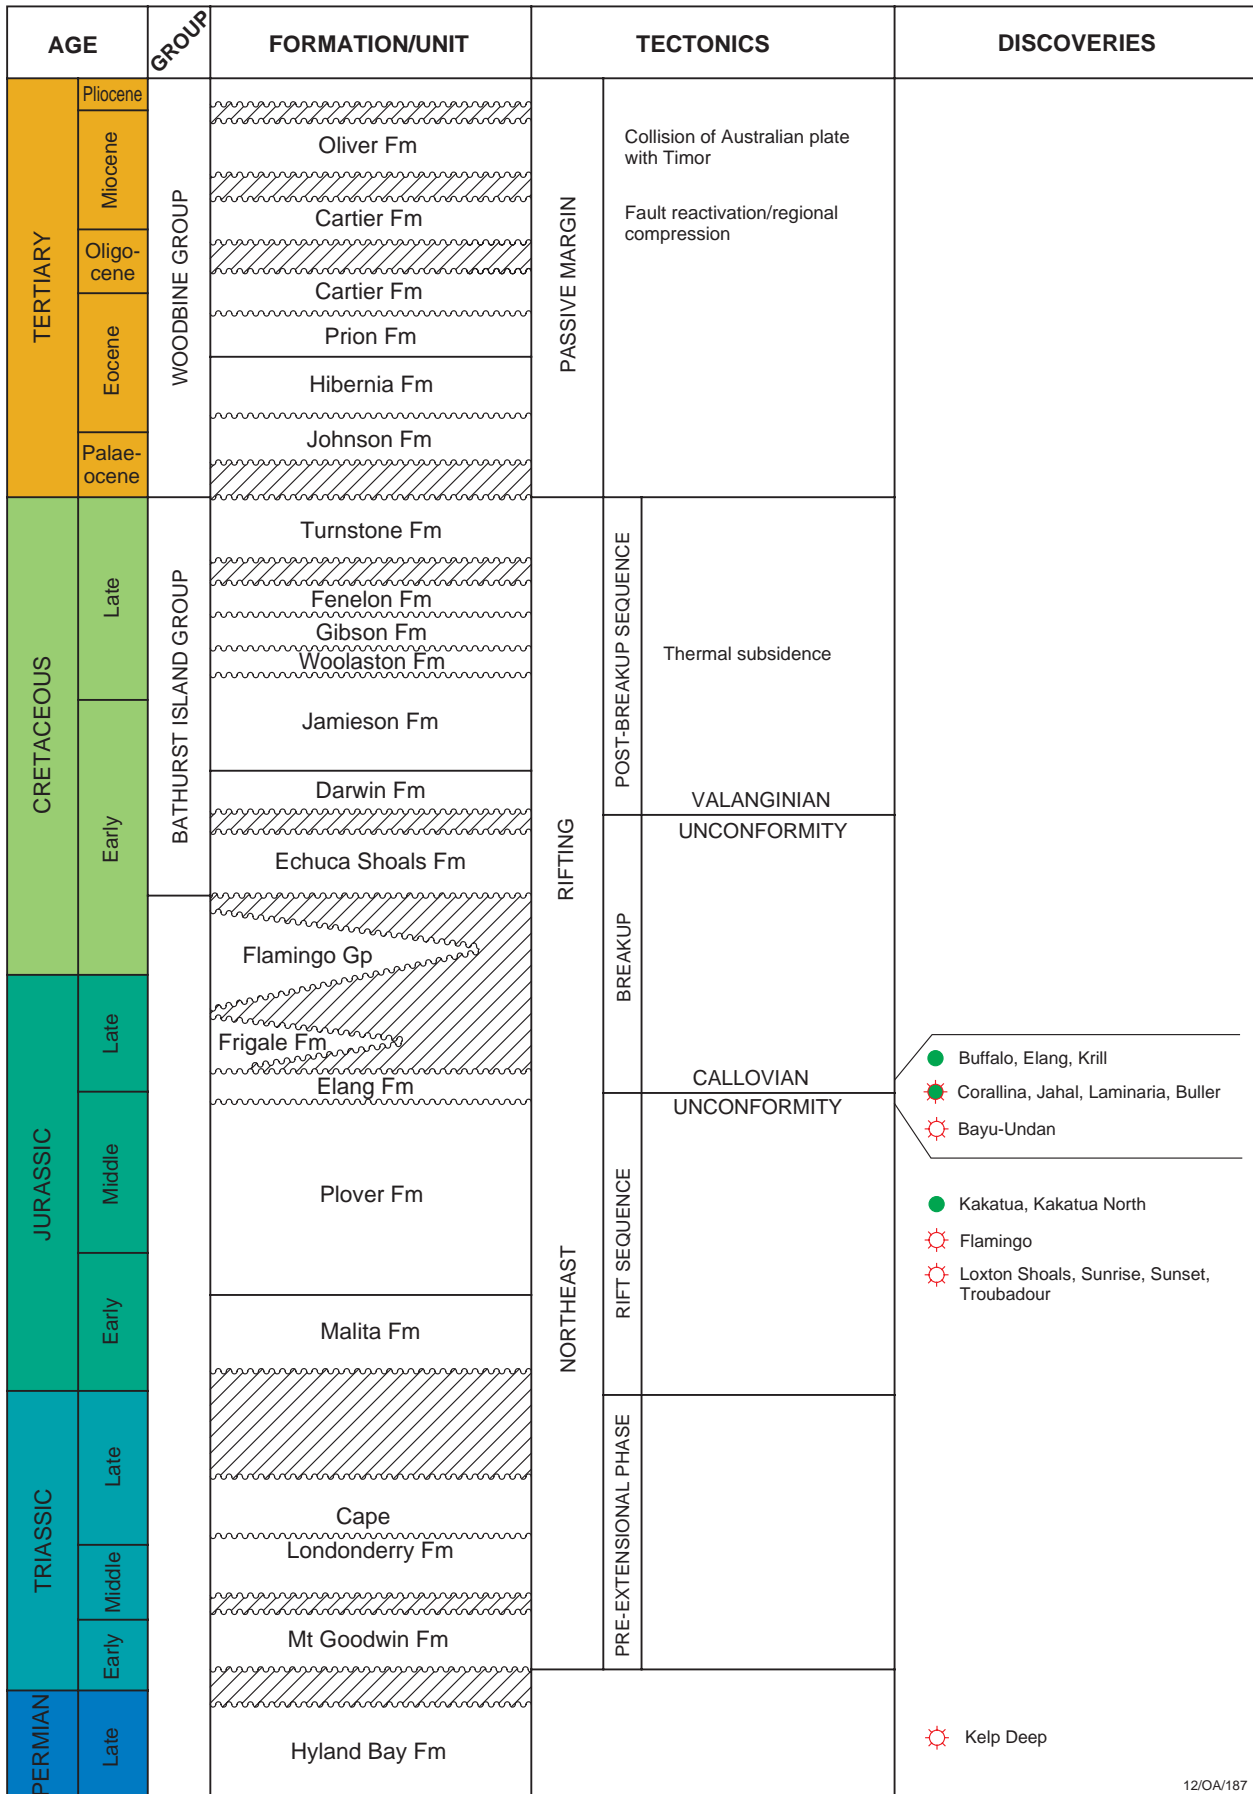 AGE
GROUP
FORMATION/UNIT
TECTONICS
DISCOVERIES
TERTIARY
Pliocene
Miocene
Oligo-
cene
Eocene
Palae-
ocene
CRETACEOUS
Late
Early
JURASSIC
Late
Middle
Early
TRIASSIC
Late
Middle
Early
PERMIAN
Late
WOODBINE GROUP
BATHURST ISLAND GROUP
Oliver Fm
Cartier Fm
Cartier Fm
Prion Fm
Hibernia Fm
Johnson Fm
Turnstone Fm
Fenelon Fm
Gibson Fm
Woolaston Fm
Jamieson Fm
Darwin Fm
Echuca Shoals Fm
Flamingo Gp
Frigale Fm
Elang Fm
Plover Fm
Malita Fm
Cape
Londonderry Fm
Mt Goodwin Fm
Hyland Bay Fm
PASSIVE MARGIN
Collision of Australian plate
with Timor
Fault reactivation/regional
compression
NORTHEAST RIFTING
POST-BREAKUP SEQUENCE
Thermal subsidence
VALANGINIAN
UNCONFORMITY
BREAKUP
CALLOVIAN
UNCONFORMITY
RIFT SEQUENCE
PRE-EXTENSIONAL PHASE
Buffalo, Elang, Krill
Corallina, Jahal, Laminaria, Buller
Bayu-Undan
Kakatua, Kakatua North
Flamingo
Loxton Shoals, Sunrise, Sunset,
Troubadour
Kelp Deep
12/OA/187